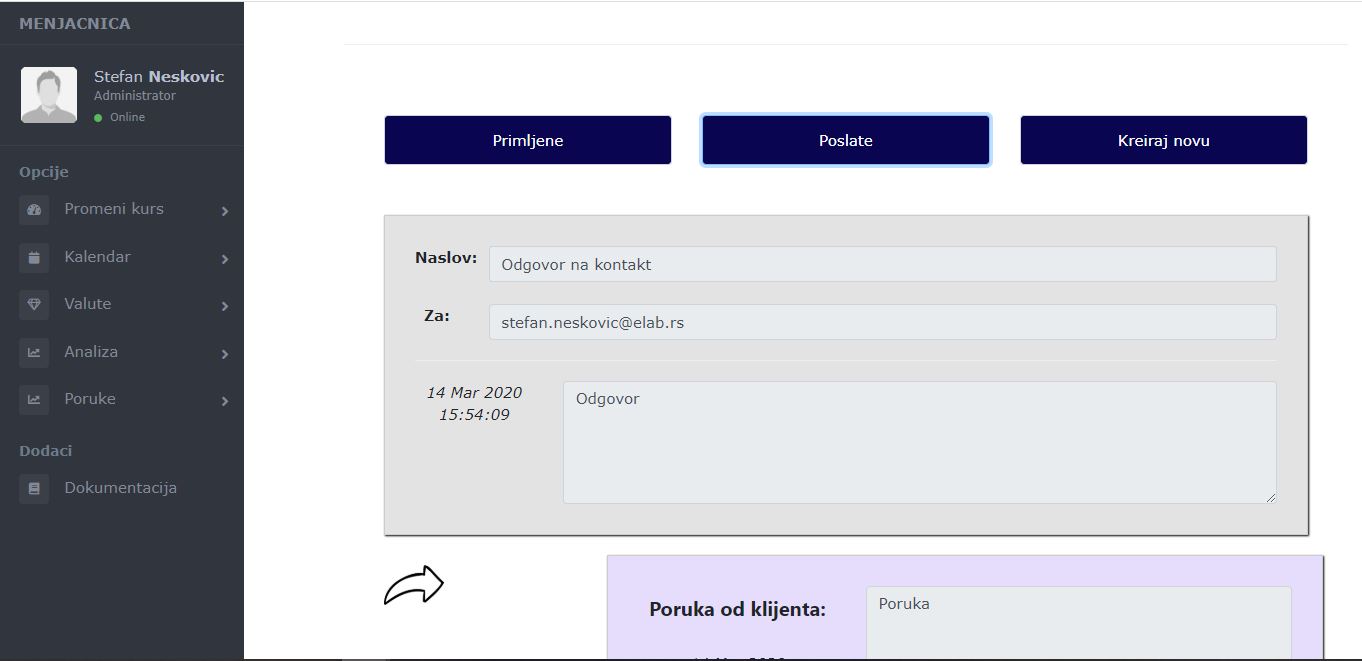 MENJACNICA
Stefan Neskovic
Administrator
Online
Opcije
Promeni kurs
Kalendar
Valute
Analiza
Poruke
Dodaci
Dokumentacija
Primljene
Poslate
Kreiraj novu
Naslov:
Odgovor na kontakt
Za:
stefan.neskovic@elab.rs
14 Mar 2020
15:54:09
Odgovor
Poruka od klijenta:
Poruka